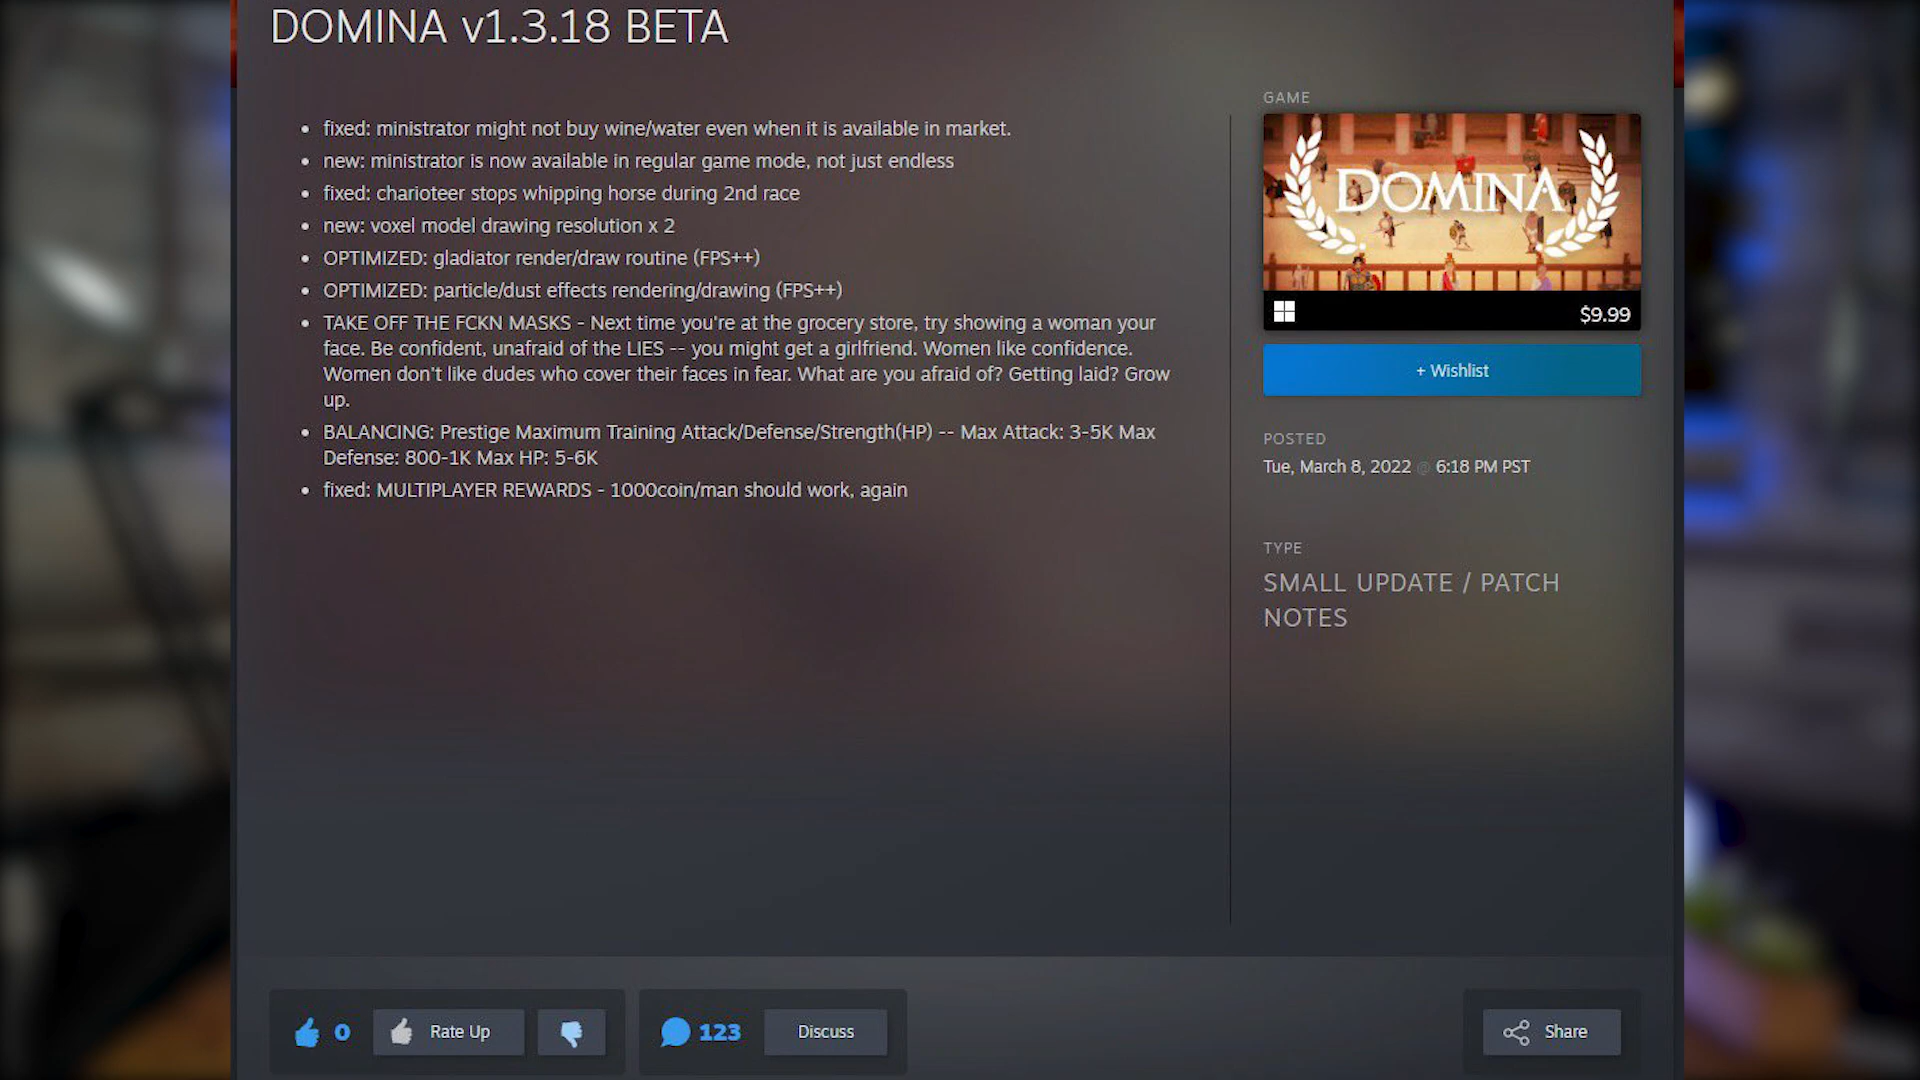 DOMINA v1.3.18 BETA
fixed: ministrator might not buy wine/water even when it is available in market.
new: ministrator is now available in regular game mode, not just endless
fixed: charioteer stops whipping horse during 2nd race
new: voxel model drawing resolution x 2
OPTIMIZED: gladiator render/draw routine (FPS++)
OPTIMIZED: particle/dust effects rendering/drawing (FPS++)
TAKE OFF THE FCKN MASKS - Next time you're at the grocery store, try showing a woman your
face. Be confident, unafraid of the LIES -- you might get a girlfriend. Women like confidence.
Women don't like dudes who cover their faces in fear. What are you afraid of? Getting laid? Grow
up.
BALANCING: Prestige Maximum Training Attack/Defense/Strength(HP) -- Max Attack: 3-5K Max
Defense: 800-1K Max HP: 5-6K
fixed: MULTIPLAYER REWARDS - 1000coin/man should work, again
GAME
DOMINA
$9.99
+ Wishlist
POSTED
Tue, March 8, 2022 @ 6:18 PM PST
TYPE
SMALL UPDATE / PATCH
NOTES
0
Rate Up
123
Discuss
Share